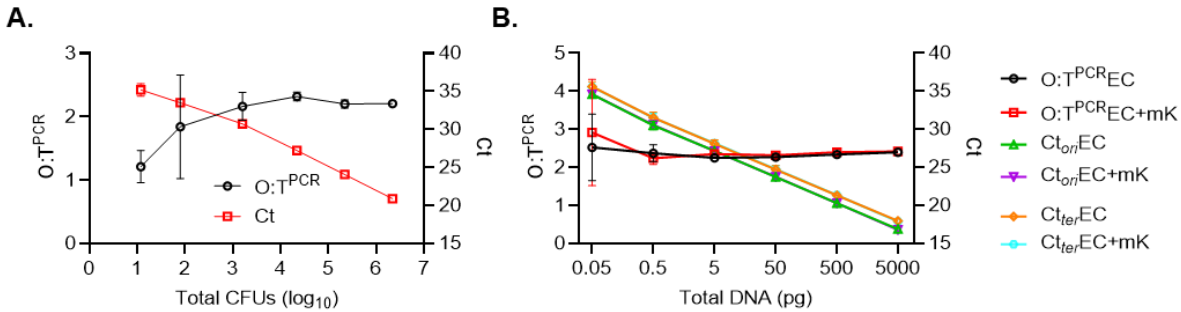 A.
3
2
1
0
O:T^PCR
40
35
30
25
20
15
Ct
O:T^PCR
Ct
0 1 2 3 4 5 6 7
Total CFUs (log₁₀)
B.
5
4
3
2
1
0
O:T^PCR
40
35
30
25
20
15
Ct
0.05 0.5 5 50 500 5000
Total DNA (pg)
O:T^PCR EC
O:T^PCR EC+mK
Ct_ori EC
Ct_ori EC+mK
Ct_ter EC
Ct_ter EC+mK